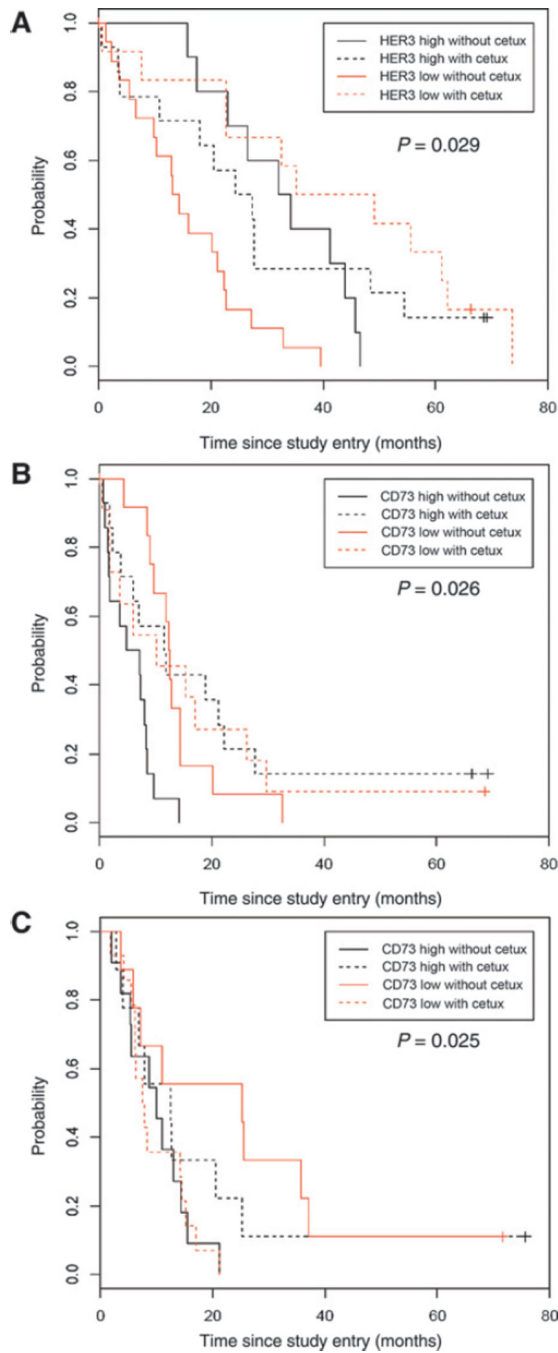 A
1.0
0.8
0.6
0.4
0.2
0.0
Probability
HER3 high without cetux
HER3 high with cetux
HER3 low without cetux
HER3 low with cetux
P = 0.029
0 20 40 60 80
Time since study entry (months)
B
1.0
0.8
0.6
0.4
0.2
0.0
Probability
CD73 high without cetux
CD73 high with cetux
CD73 low without cetux
CD73 low with cetux
P = 0.026
0 20 40 60 80
Time since study entry (months)
C
1.0
0.8
0.6
0.4
0.2
0.0
Probability
CD73 high without cetux
CD73 high with cetux
CD73 low without cetux
CD73 low with cetux
P = 0.025
0 20 40 60 80
Time since study entry (months)